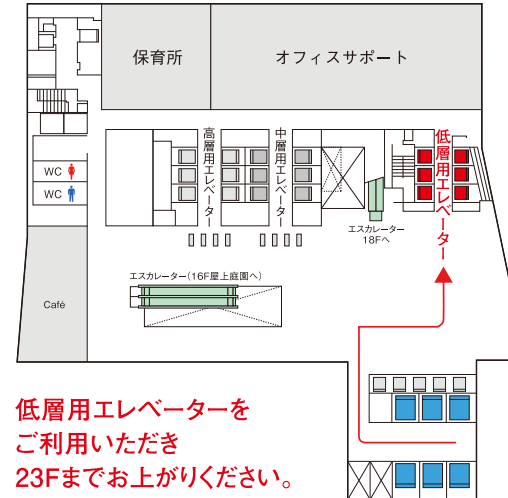 保育所
オフィスサポート
高層用エレベーター
中層用エレベーター
低層用エレベーター
WC
WC
エスカレーター
18Fへ
エスカレーター(16F屋上庭園へ)
Café
低層用エレベーターを
ご利用いただき
23Fまでお上がりください。